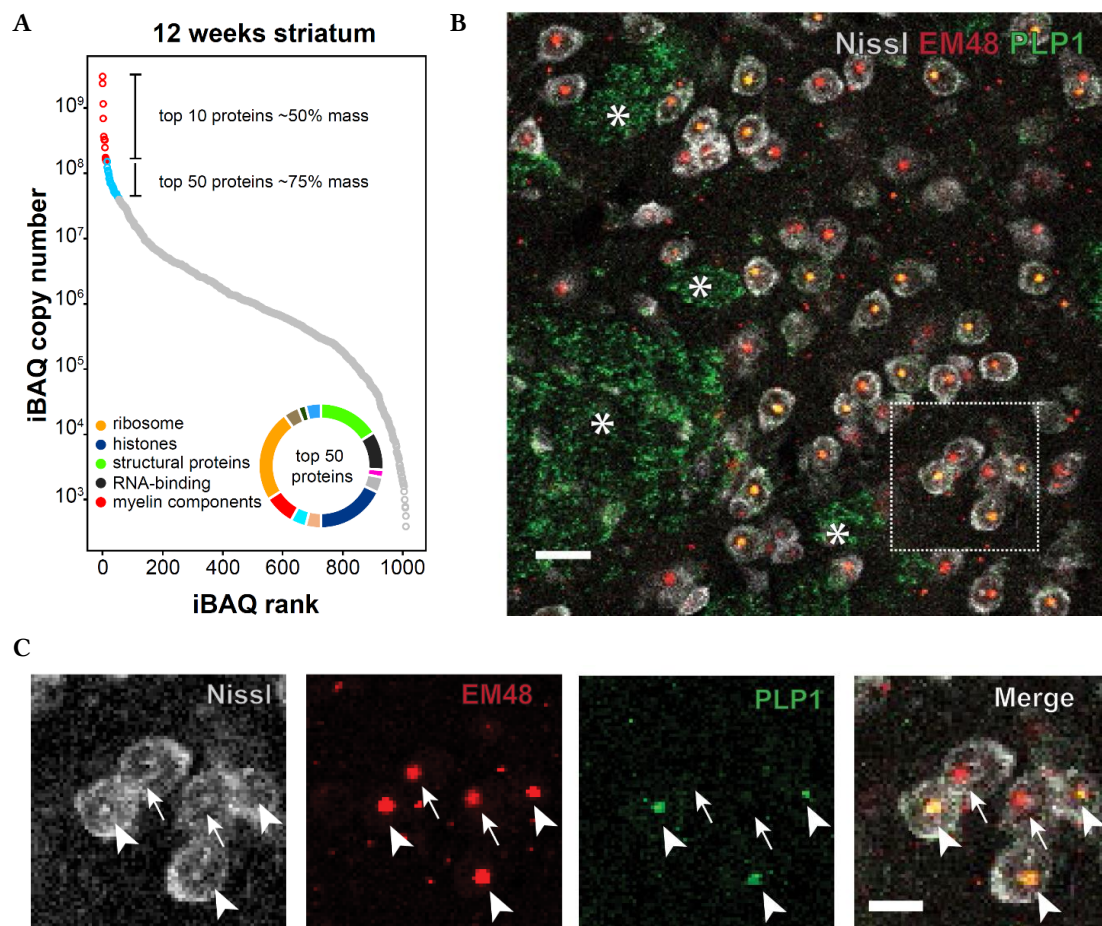 A
12 weeks striatum
iBAQ copy number
10⁹
10⁸
10⁷
10⁶
10⁵
10⁴
10³
top 10 proteins ~50% mass
top 50 proteins ~75% mass
ribosome
histones
structural proteins
RNA-binding
myelin components
top 50
proteins
0 200 400 600 800 1000
iBAQ rank
B
Nissl EM48 PLP1
*
*
*
*
C
Nissl
EM48
PLP1
Merge